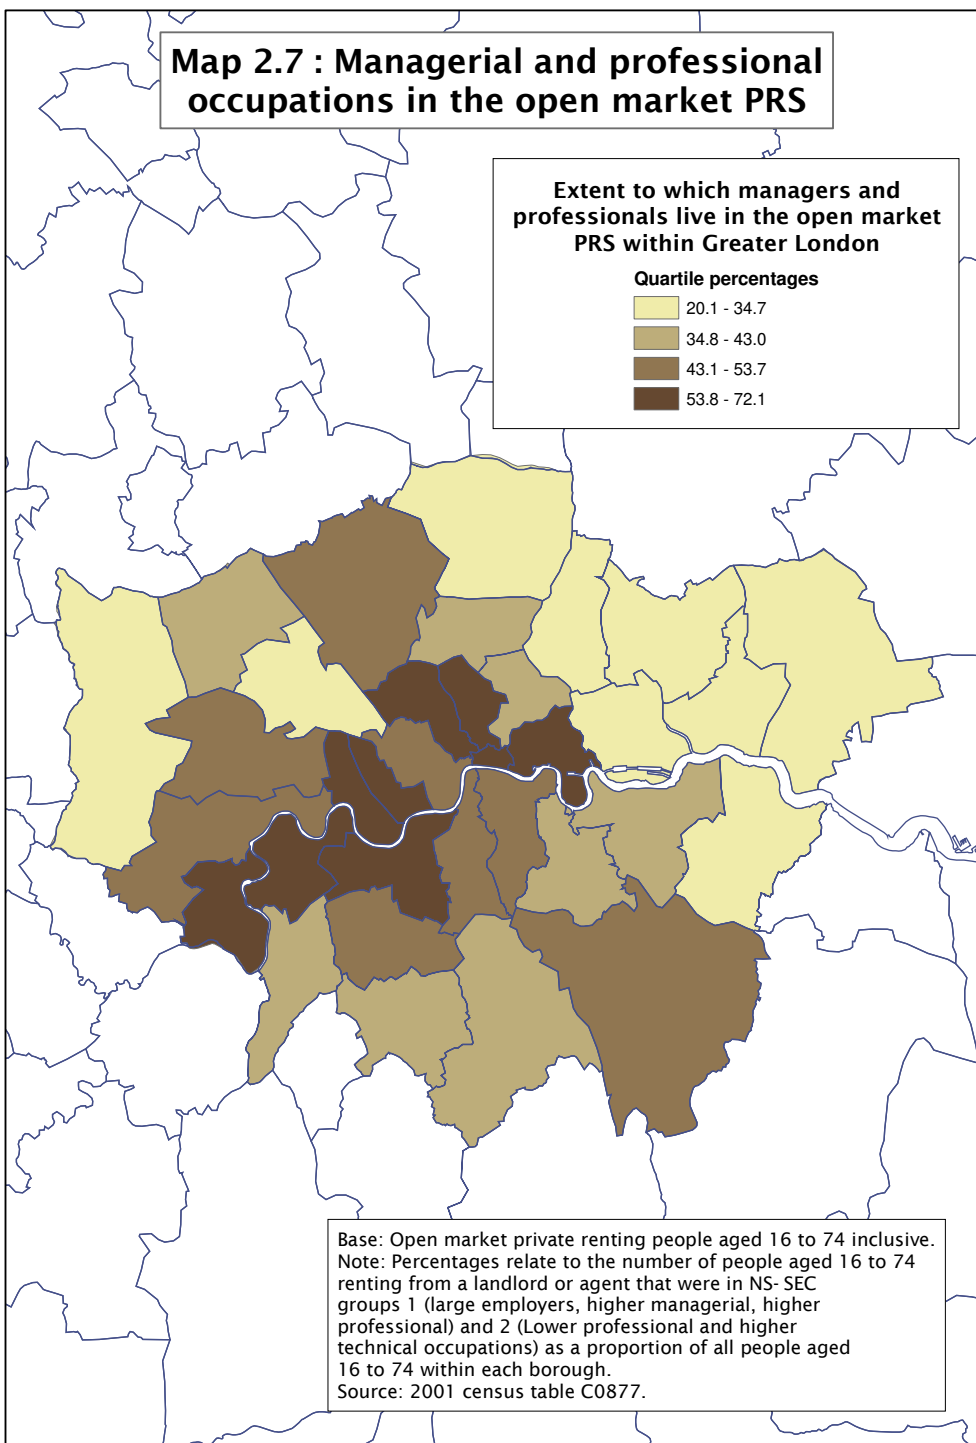 Map 2.7 : Managerial and professional
occupations in the open market PRS
Extent to which managers and
professionals live in the open market
PRS within Greater London
Quartile percentages
20.1 - 34.7
34.8 - 43.0
43.1 - 53.7
53.8 - 72.1
Base: Open market private renting people aged 16 to 74 inclusive.
Note: Percentages relate to the number of people aged 16 to 74
renting from a landlord or agent that were in NS- SEC
groups 1 (large employers, higher managerial, higher
professional) and 2 (Lower professional and higher
technical occupations) as a proportion of all people aged
16 to 74 within each borough.
Source: 2001 census table C0877.